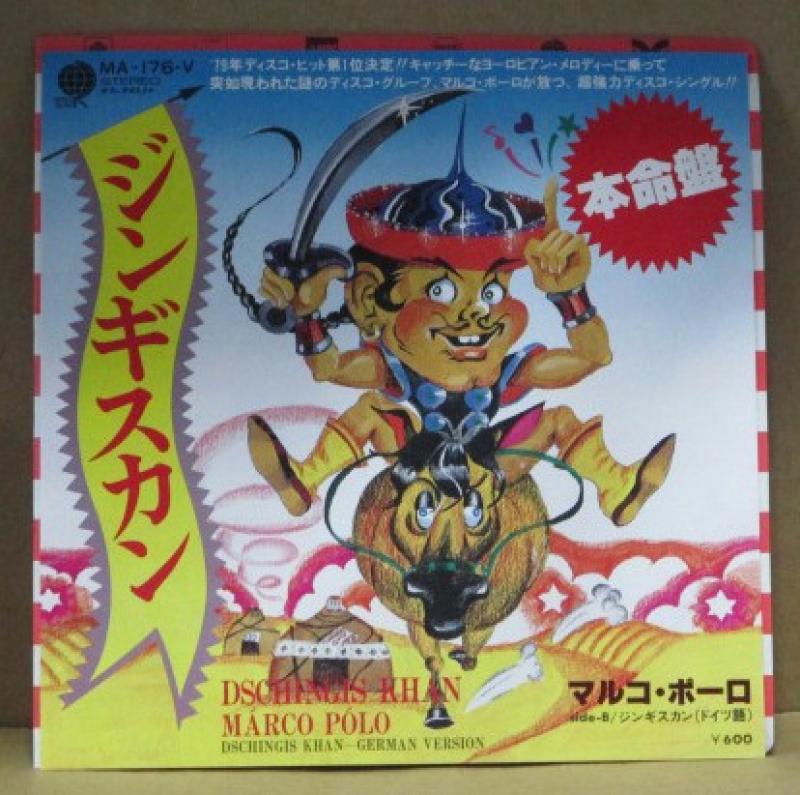 MA-176-V
STEREO
'79年ディスコ・ヒット第1位決定!!キャッチーなヨーロピアン・メロディーに乗って
突如現われた謎のディスコ・グループ、マルコ・ポーロが放つ、超強力ディスコ・シングル!!
本命盤
ジンギスカン
DSCHINGIS KHAN
MÁRCO PÓLO
DSCHINGIS KHAN—GERMAN VERSION
マルコ・ポーロ
side-B/ジンギスカン(ドイツ語)
¥600